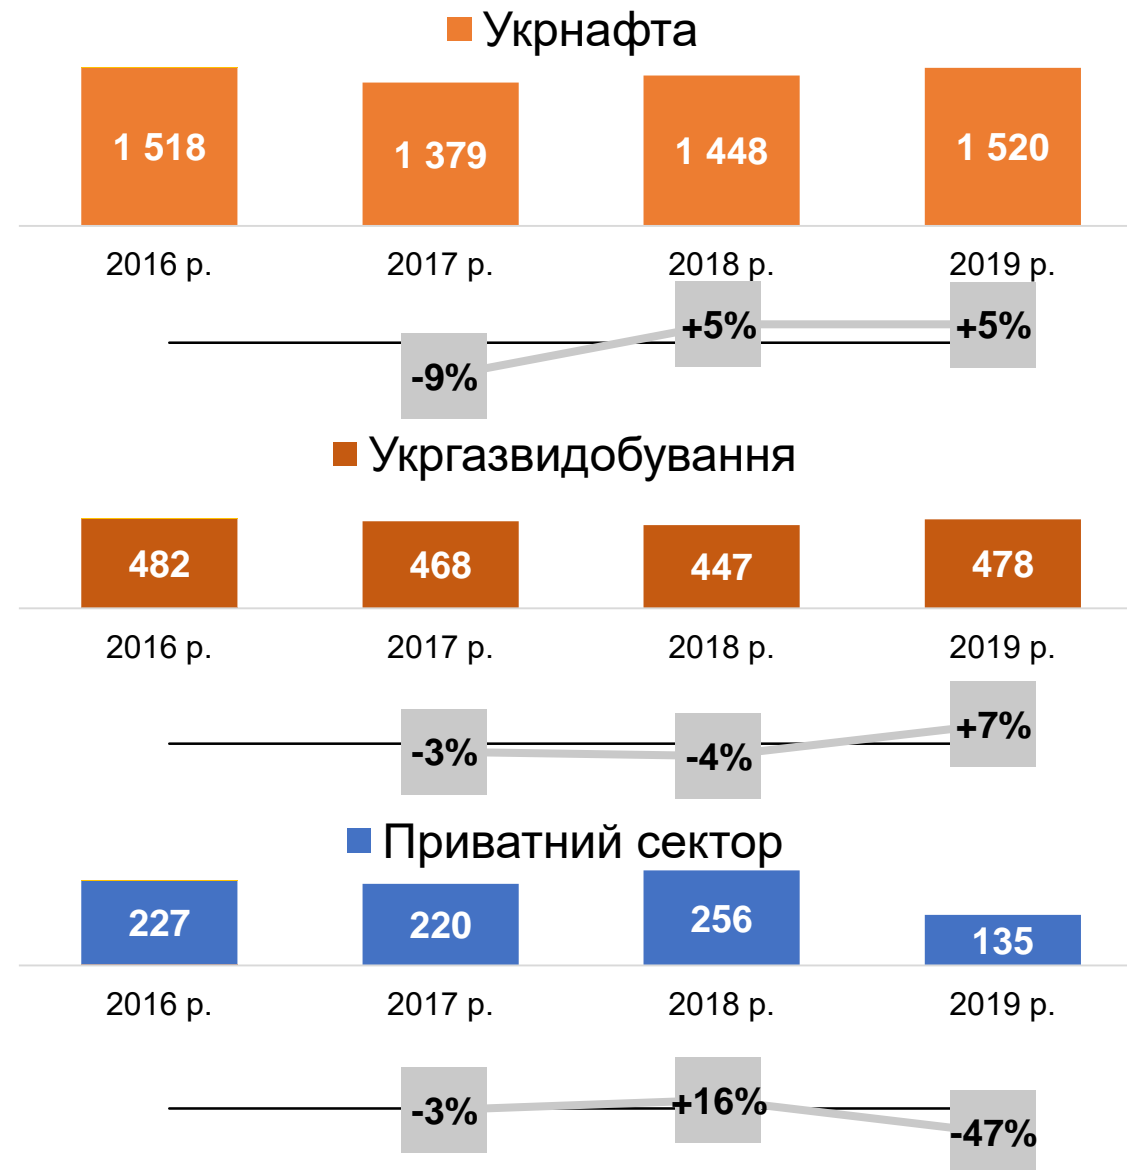 Укрнафта
1 518 1 379 1 448 1 520
2016 р. 2017 р. 2018 р. 2019 р.
-9% +5% +5%
Укргазвидобування
482 468 447 478
2016 р. 2017 р. 2018 р. 2019 р.
-3% -4% +7%
Приватний сектор
227 220 256 135
2016 р. 2017 р. 2018 р. 2019 р.
-3% +16% -47%